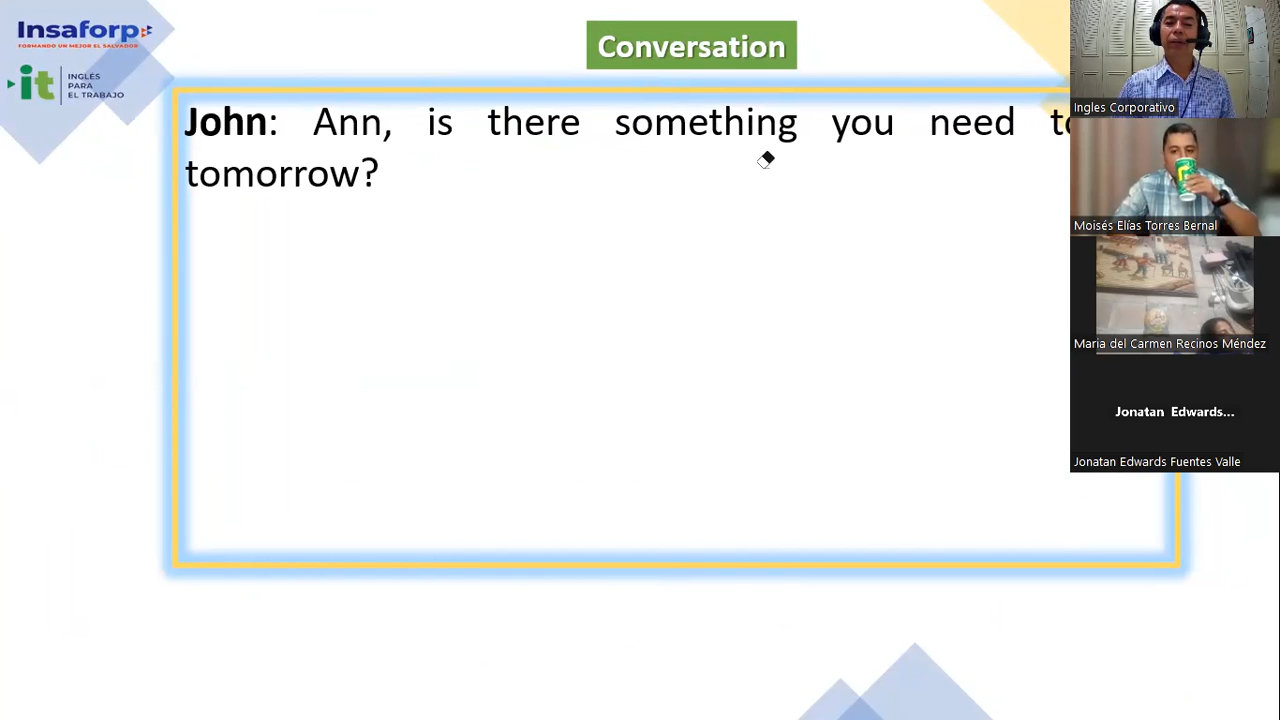 Insaforp
FORMANDO UN MEJOR EL SALVADOR
it
INGLÉS
PARA
EL TRABAJO
Conversation
John: Ann, is there something you need
tomorrow?
Ingles Corporativo
Moisés Elías Torres Bernal
Maria del Carmen Recinos Méndez
Jonatan Edwards...
Jonatan Edwards Fuentes Valle